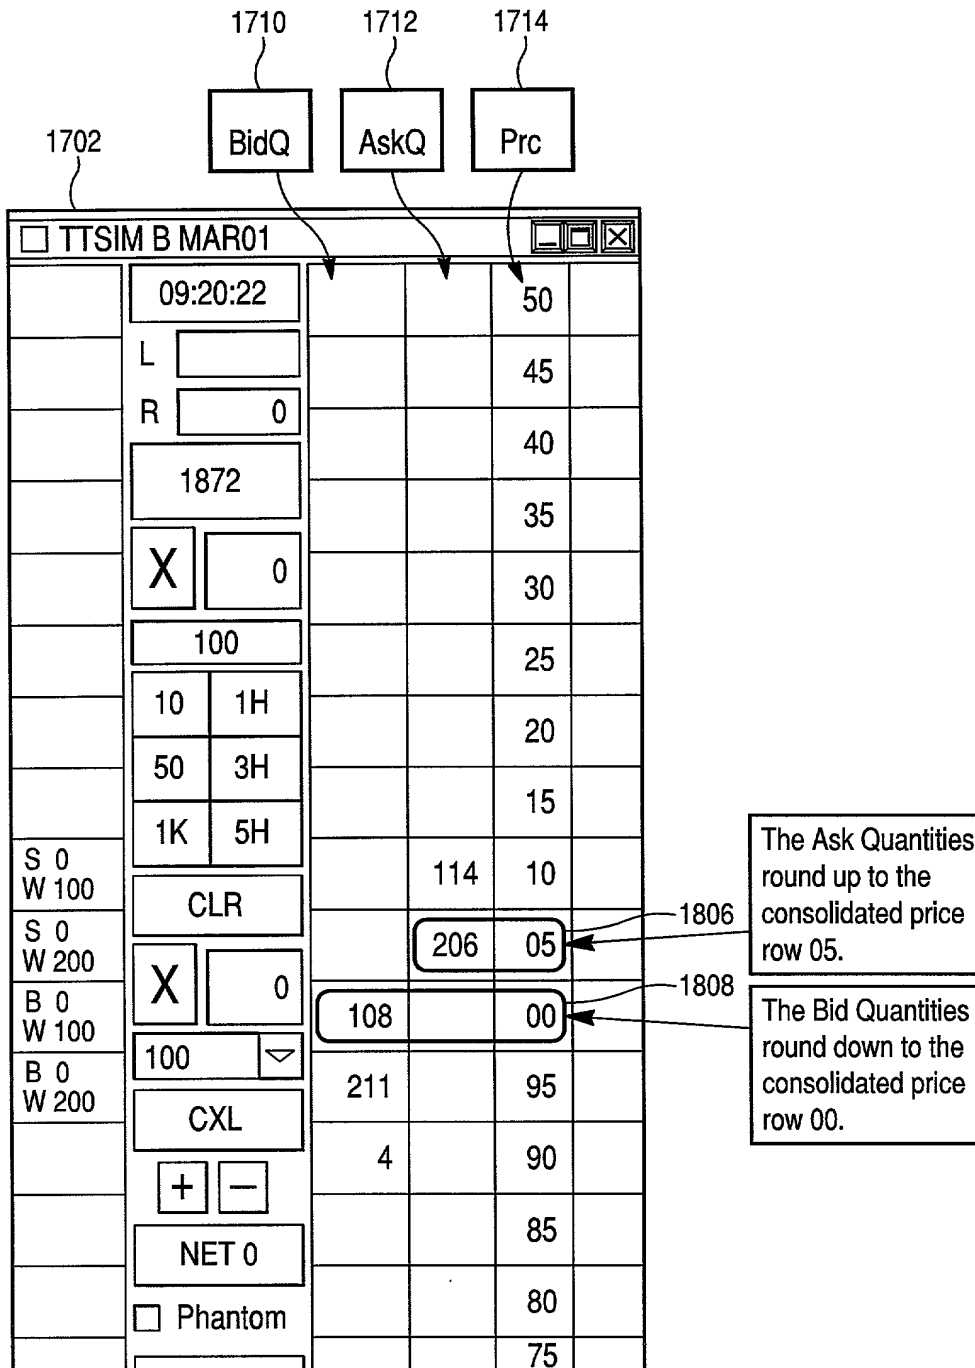 1710 1712 1714
BidQ AskQ Prc
1702
TTSIM B MAR01
09:20:22 50
L 45
R 0 40
1872 35
X 0 30
100 25
10 1H 20
50 3H 15
1K 5H
S 0
W 100
CLR
114 10
S 0
W 200
206 05
1806
The Ask Quantities
round up to the
consolidated price
row 05.
X 0
B 0
W 100
108 00
1808
The Bid Quantities
round down to the
consolidated price
row 00.
100
B 0
W 200
211 95
CXL
4 90
+ −
85
NET 0
80
Phantom
75